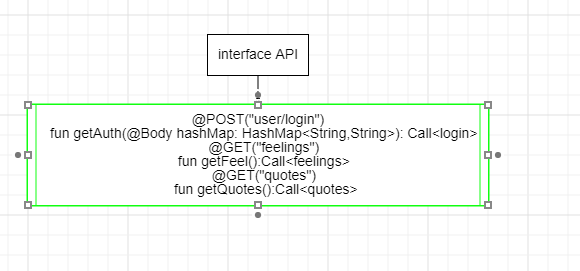 interface API
@POST("user/login")
fun getAuth(@Body hashMap: HashMap<String,String>): Call<login>
@GET("feelings")
fun getFeel():Call<feelings>
@GET("quotes")
fun getQuotes():Call<quotes>